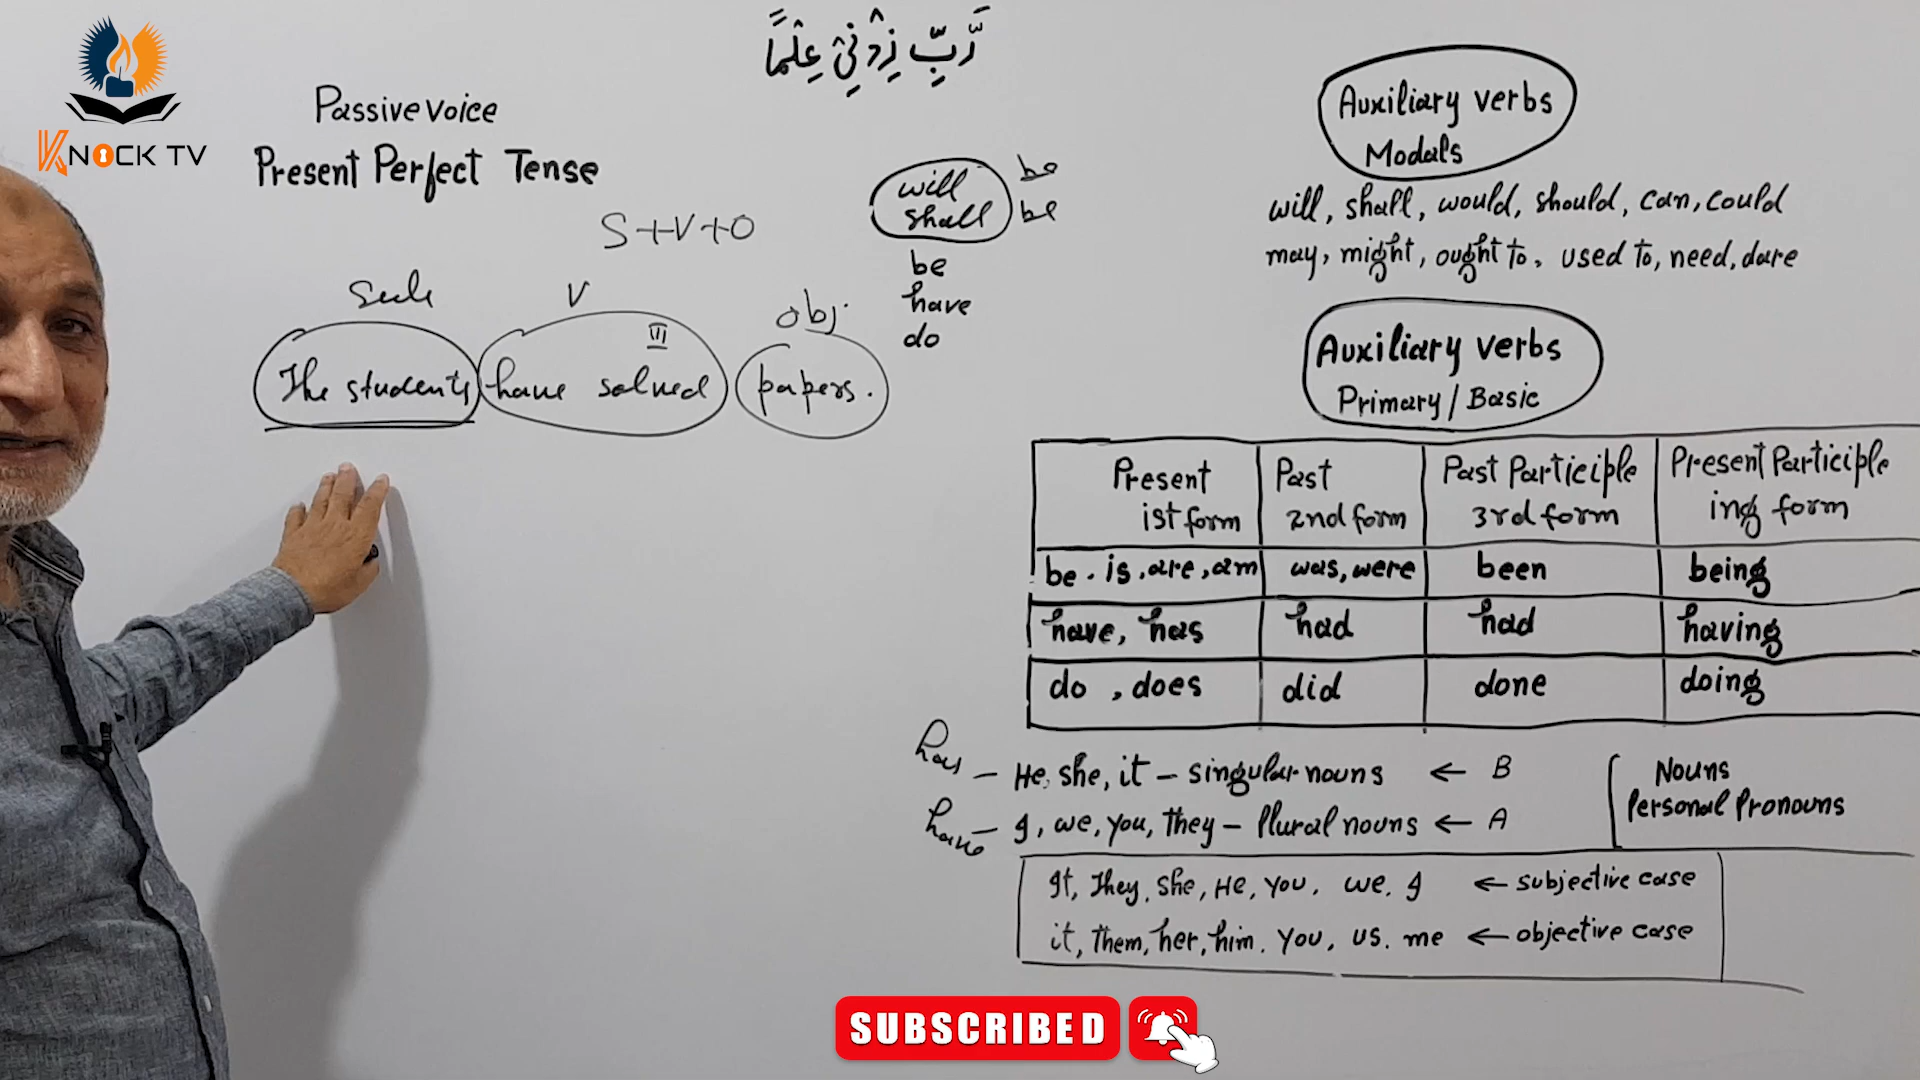 رَّبِّ زِدْنِيْ عِلْمًا
KNOCK TV
Passive Voice
Present Perfect Tense
S+V+O
V
III
obj.
The students have solved papers.
will be
shall be
be
have
do
Auxiliary verbs
Modals
will, shall, would, should, can, could
may, might, ought to, used to, need, dare
Auxiliary verbs
Primary / Basic
Present 1st form
Past 2nd form
Past Participle 3rd form
Present Participle ing form
be. is, are, am was, were been being
have, has had had having
do, does did done doing
has - He, she, it - singular nouns ← B
have - I, we, you, they - Plural nouns ← A
Nouns
Personal Pronouns
It, They, she, He, You, we, I ← subjective case
it, Them, her, him. You, us. me ← objective case
SUBSCRIBED